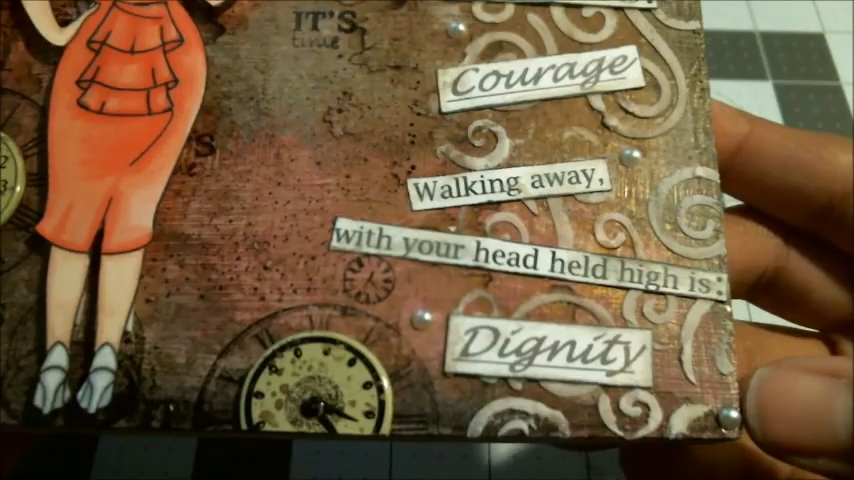 IT'S
time
Courage
Walking away,
with your head held high is:
Dignity